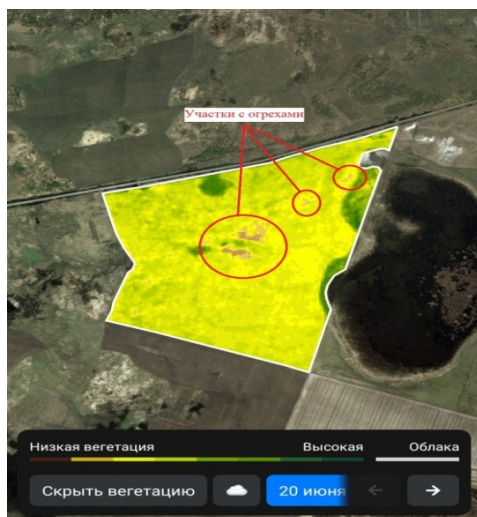 Участки с огрехами
Низкая вегетация Высокая Облака
Скрыть вегетацию 20 июня